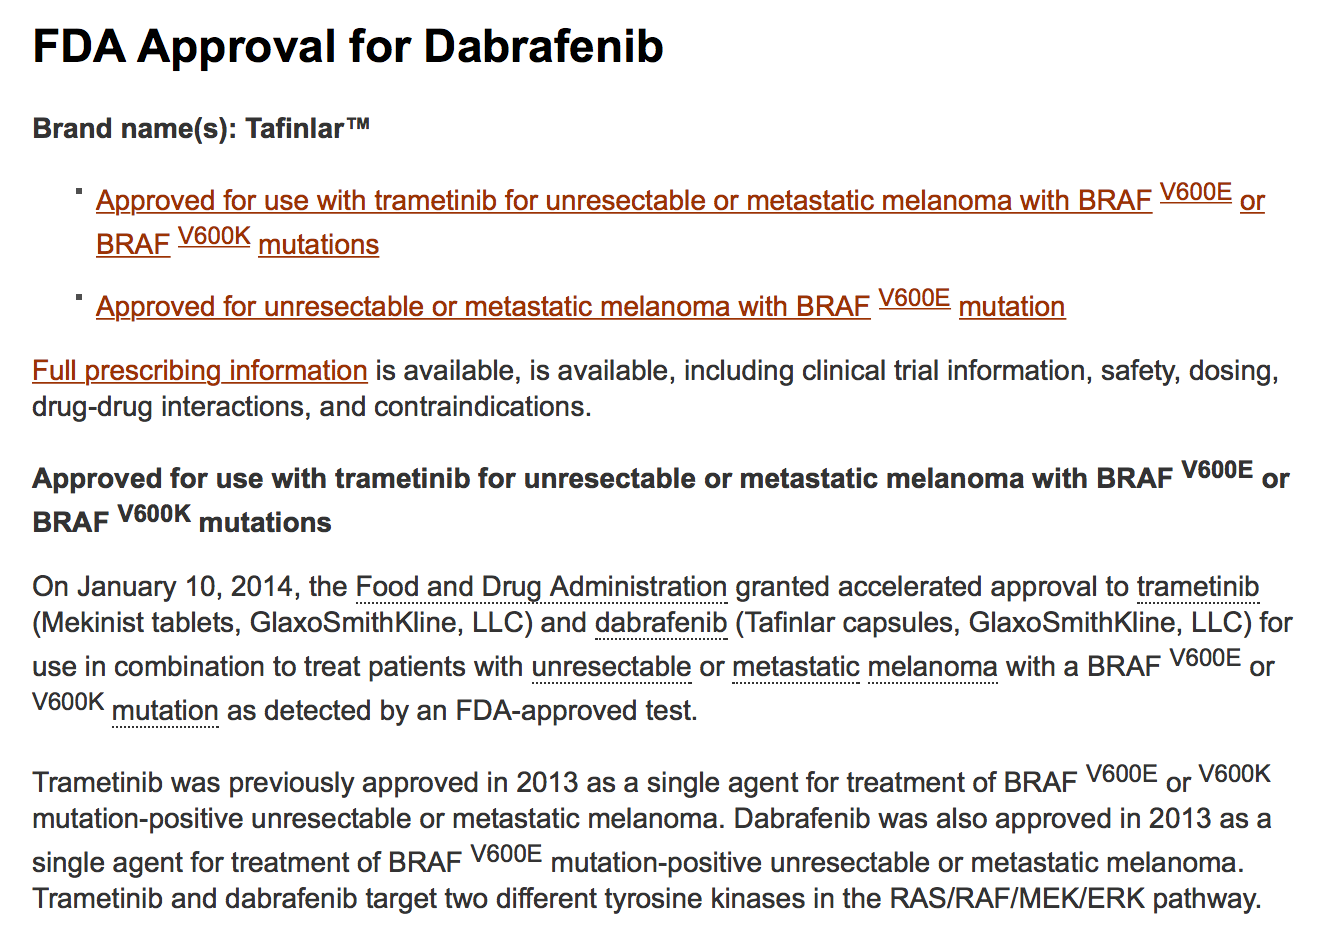 FDA Approval for Dabrafenib
Brand name(s): Tafinlar™
▪ Approved for use with trametinib for unresectable or metastatic melanoma with BRAF V600E or
BRAF V600K mutations
▪ Approved for unresectable or metastatic melanoma with BRAF V600E mutation
Full prescribing information is available, is available, including clinical trial information, safety, dosing,
drug-drug interactions, and contraindications.
Approved for use with trametinib for unresectable or metastatic melanoma with BRAF V600E or
BRAF V600K mutations
On January 10, 2014, the Food and Drug Administration granted accelerated approval to trametinib
(Mekinist tablets, GlaxoSmithKline, LLC) and dabrafenib (Tafinlar capsules, GlaxoSmithKline, LLC) for
use in combination to treat patients with unresectable or metastatic melanoma with a BRAF V600E or
V600K mutation as detected by an FDA-approved test.
Trametinib was previously approved in 2013 as a single agent for treatment of BRAF V600E or V600K
mutation-positive unresectable or metastatic melanoma. Dabrafenib was also approved in 2013 as a
single agent for treatment of BRAF V600E mutation-positive unresectable or metastatic melanoma.
Trametinib and dabrafenib target two different tyrosine kinases in the RAS/RAF/MEK/ERK pathway.